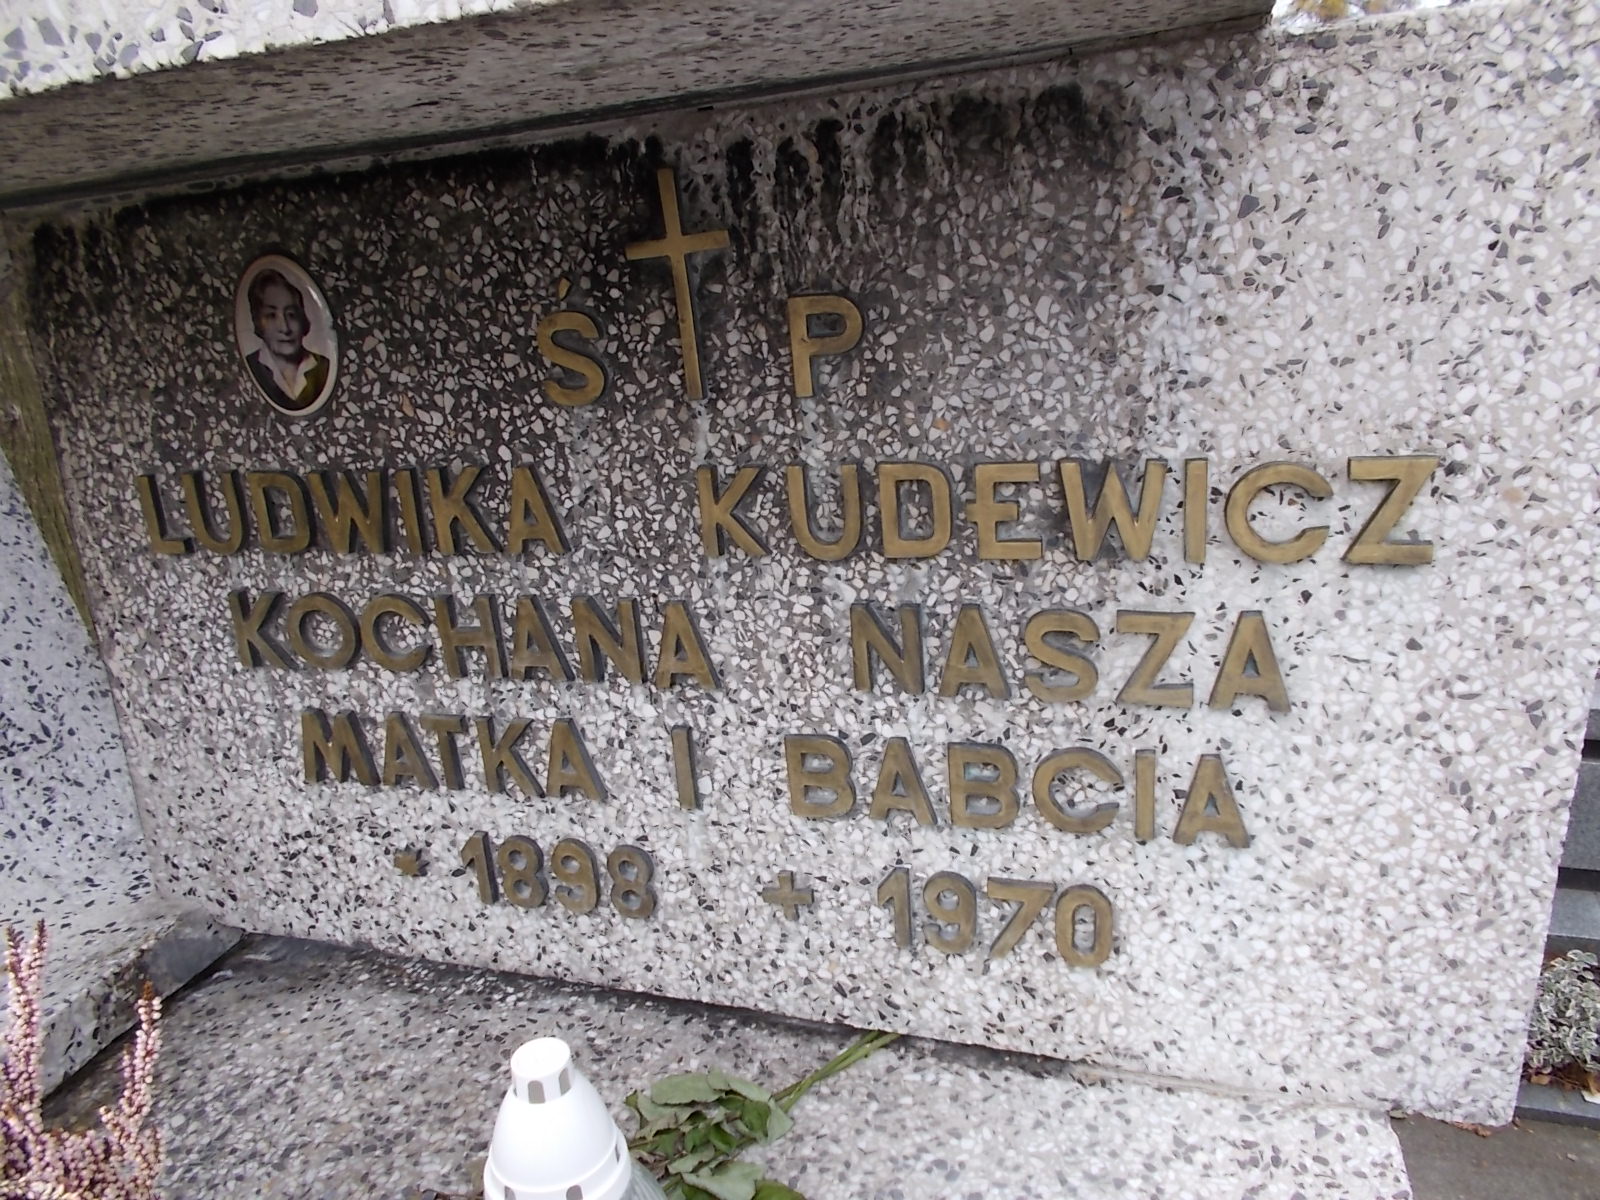 Ś P
LUDWIKA KUDEWICZ
KOCHANA NASZA
MATKA I BABCIA
* 1898 + 1970